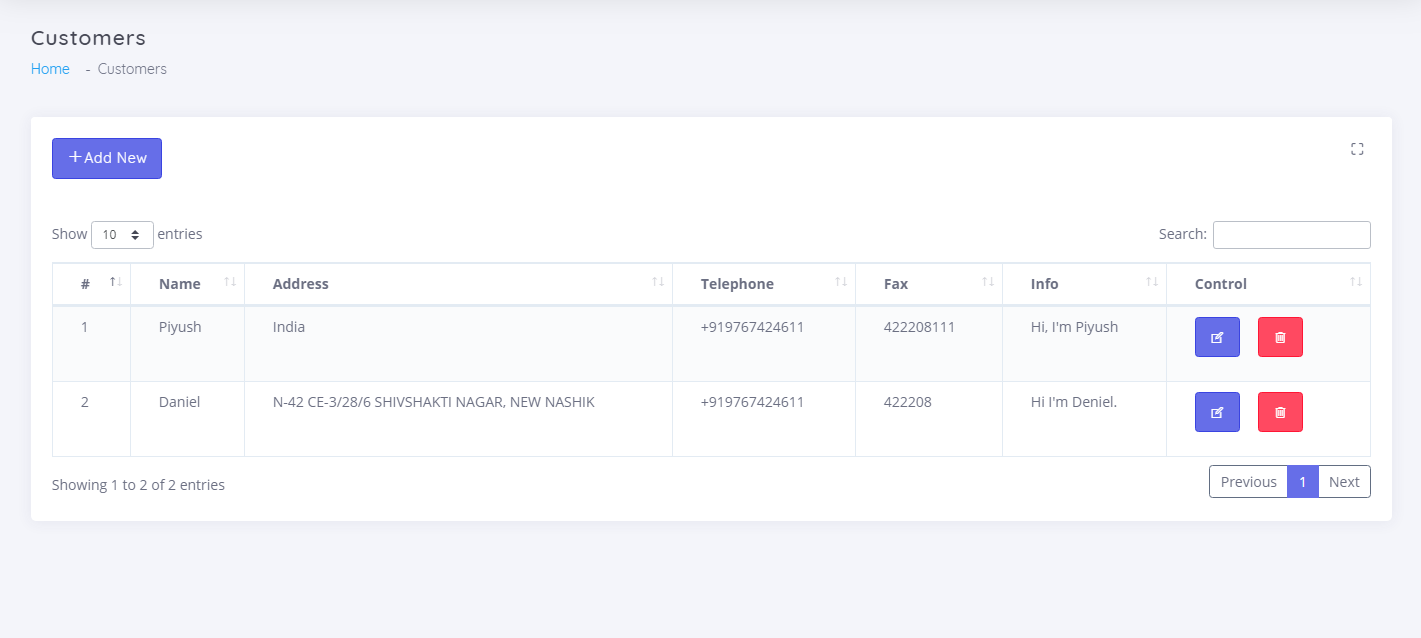 Customers
Home - Customers
+Add New
Show 10 entries Search:
# Name Address Telephone Fax Info Control
1 Piyush India +919767424611 422208111 Hi, I'm Piyush
2 Daniel N-42 CE-3/28/6 SHIVSHAKTI NAGAR, NEW NASHIK +919767424611 422208 Hi I'm Deniel.
Showing 1 to 2 of 2 entries Previous 1 Next